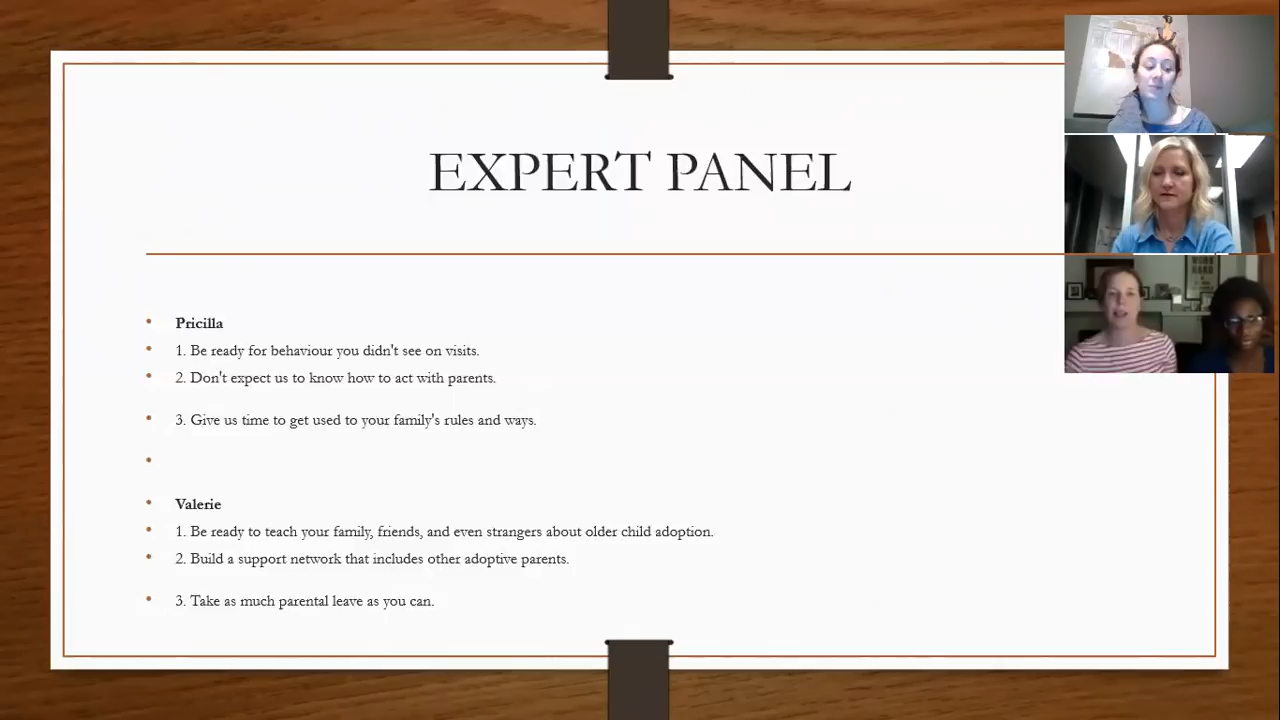 EXPERT PANEL
WORK
HARD
Pricilla
1. Be ready for behaviour you didn't see on visits.
2. Don't expect us to know how to act with parents.
3. Give us time to get used to your family's rules and ways.
Valerie
1. Be ready to teach your family, friends, and even strangers about older child adoption.
2. Build a support network that includes other adoptive parents.
3. Take as much parental leave as you can.